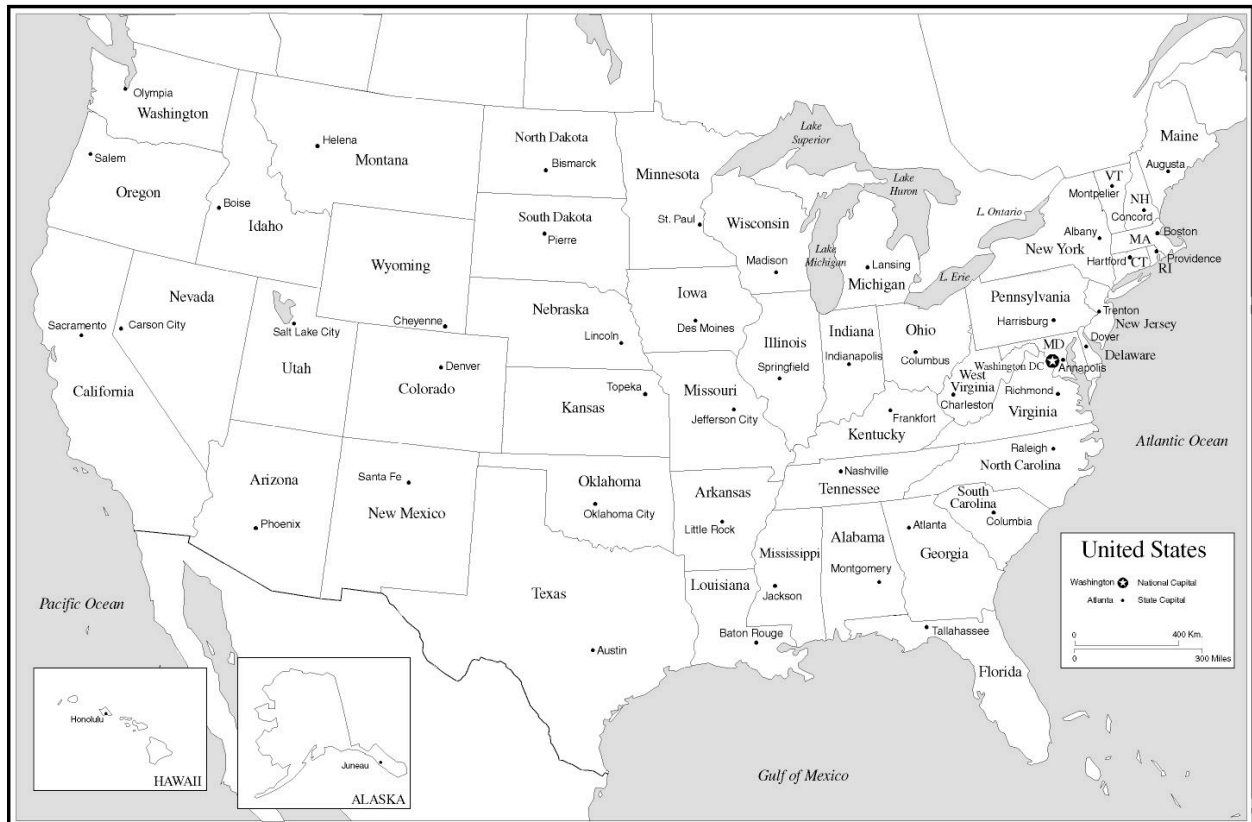 Olympia
Washington
Salem
Oregon
Helena
Montana
Boise
Idaho
North Dakota
Bismarck
South Dakota
Pierre
Minnesota
St. Paul
Lake
Superior
Lake
Huron
Lake
Michigan
L. Ontario
L. Erie
Wisconsin
Madison
Lansing
Michigan
Maine
Augusta
VT
Montpelier
NH
Concord
Albany
New York
MA
Boston
Hartford
CT
RI
Providence
Wyoming
Cheyenne
Nevada
Carson City
Sacramento
California
Salt Lake City
Utah
Denver
Colorado
Nebraska
Lincoln
Iowa
Des Moines
Illinois
Springfield
Indiana
Indianapolis
Ohio
Columbus
Pennsylvania
Harrisburg
Trenton
New Jersey
MD
Dover
Delaware
Washington DC
Annapolis
West
Virginia
Charleston
Richmond
Virginia
Topeka
Kansas
Missouri
Jefferson City
Frankfort
Kentucky
Raleigh
North Carolina
Nashville
Tennessee
Arizona
Phoenix
Santa Fe
New Mexico
Oklahoma
Oklahoma City
Arkansas
Little Rock
South
Carolina
Columbia
Atlanta
Georgia
Alabama
Montgomery
Mississippi
Jackson
Louisiana
Baton Rouge
Texas
Austin
Tallahassee
Florida
Atlantic Ocean
Pacific Ocean
Gulf of Mexico
Honolulu
HAWAII
Juneau
ALASKA
United States
Washington National Capital
Atlanta State Capital
0 400 Km.
0 300 Miles